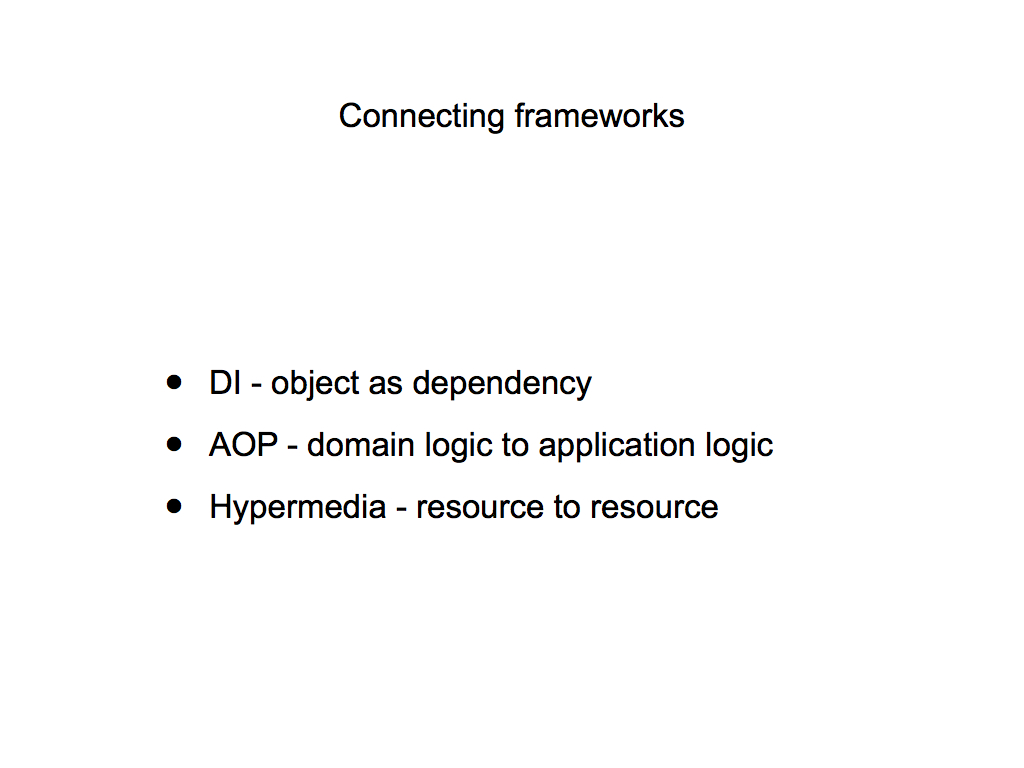 Connecting frameworks
• DI - object as dependency
• AOP - domain logic to application logic
• Hypermedia - resource to resource